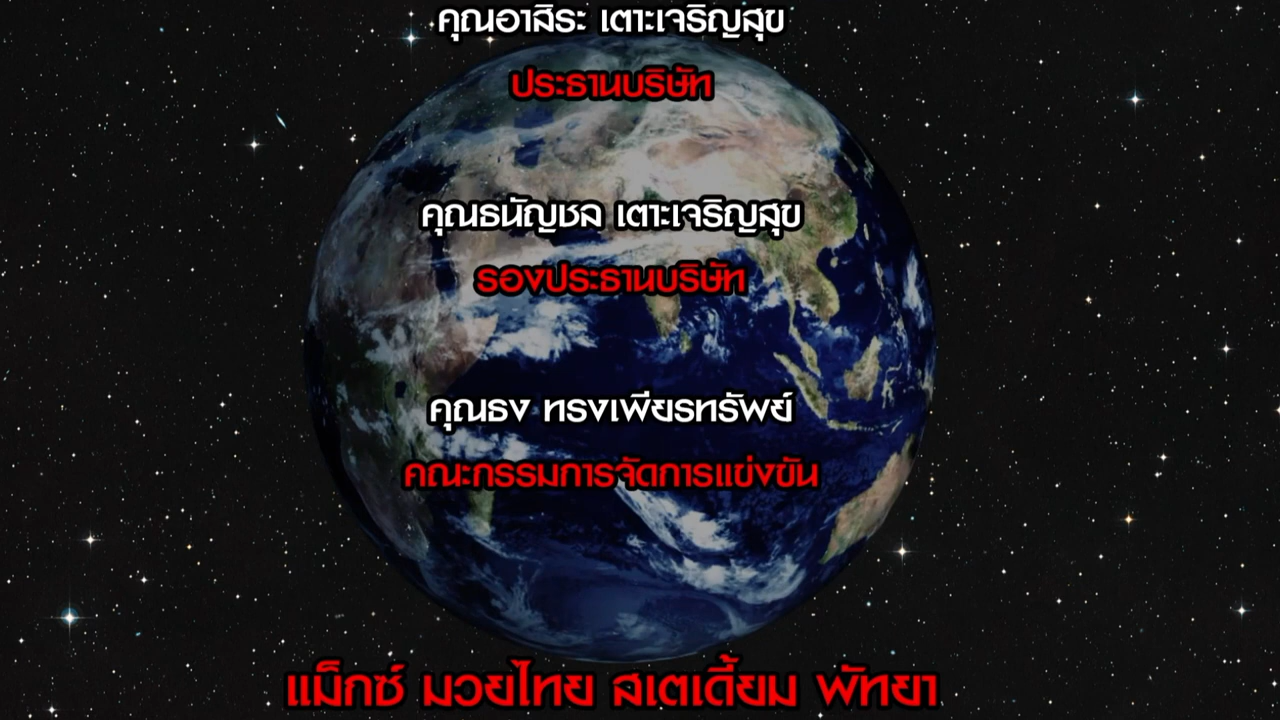 คุณอาสิระ เตาะเจริญสุข
ประธานบริษัท
คุณธนัญชล เตาะเจริญสุข
รองประธานบริษัท
คุณธง ทรงเพียรทรัพย์
คณะกรรมการจัดการแข่งขัน
แม็กซ์ มวยไทย สเตเดี้ยม พัทยา